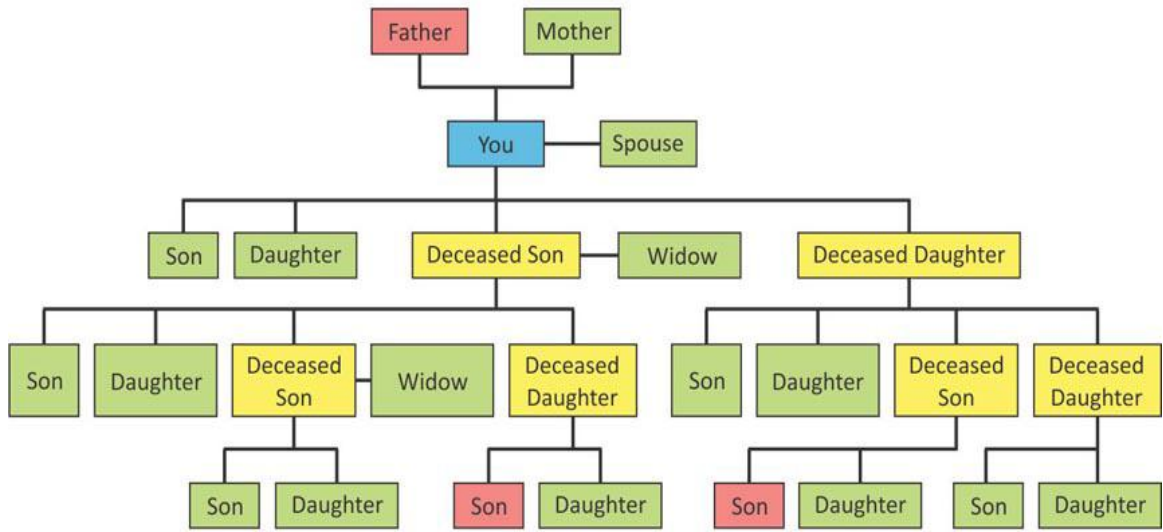 Father
Mother
You
Spouse
Son
Daughter
Deceased Son
Widow
Deceased Daughter
Son
Daughter
Deceased
Son
Widow
Deceased
Daughter
Son
Daughter
Deceased
Son
Deceased
Daughter
Son
Daughter
Son
Daughter
Son
Daughter
Son
Daughter